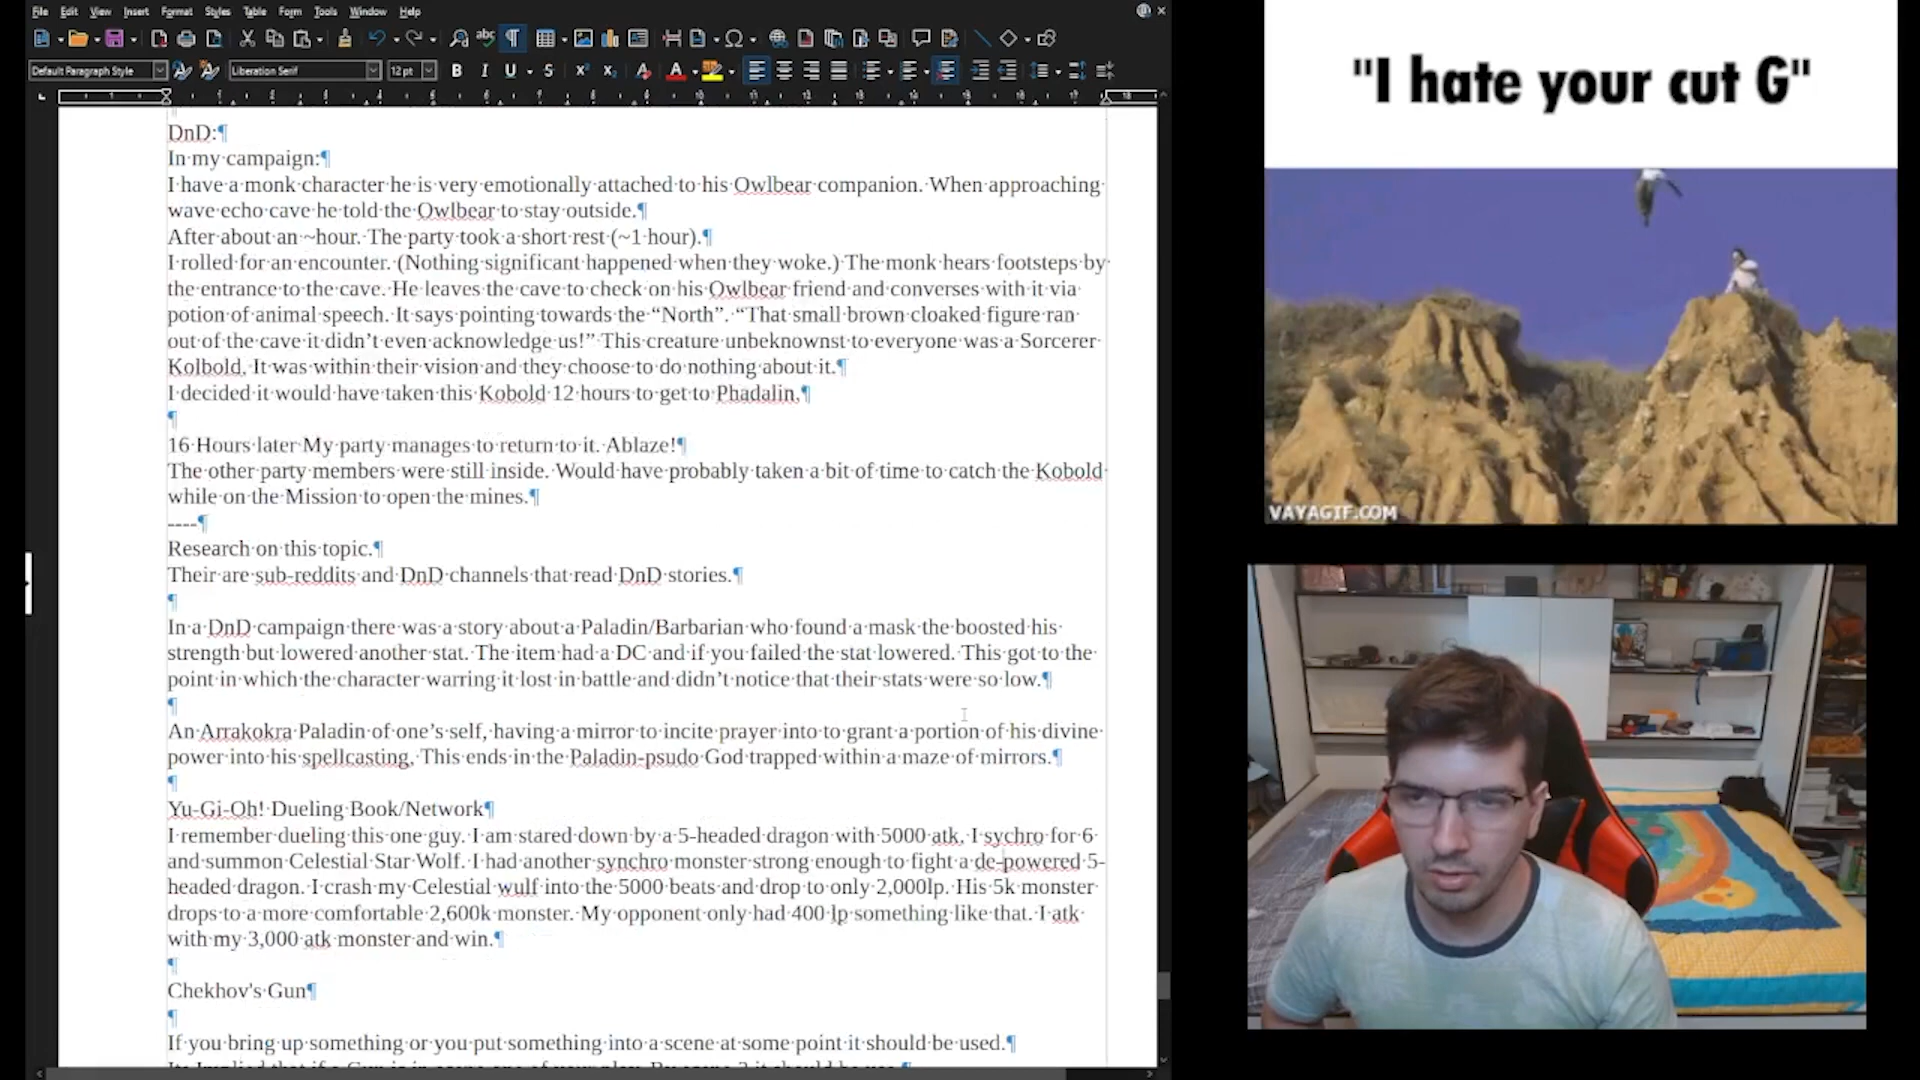 File Edit View Insert Format Styles Table Form Tools Window Help
Default Paragraph Style Liberation Serif 12 pt
DnD:
In my campaign:
I have a monk character he is very emotionally attached to his Owlbear companion. When approaching
wave echo cave he told the Owlbear to stay outside.
After about an ~hour. The party took a short rest (~1 hour).
I rolled for an encounter. (Nothing significant happened when they woke.) The monk hears footsteps by
the entrance to the cave. He leaves the cave to check on his Owlbear friend and converses with it via
potion of animal speech. It says pointing towards the “North”. “That small brown cloaked figure ran
out of the cave it didn’t even acknowledge us!” This creature unbeknownst to everyone was a Sorcerer
Kolbold. It was within their vision and they choose to do nothing about it.
I decided it would have taken this Kobold 12 hours to get to Phadalin,
16 Hours later My party manages to return to it. Ablaze!
The other party members were still inside. Would have probably taken a bit of time to catch the Kobold
while on the Mission to open the mines.
----
Research on this topic.
Their are sub-reddits and DnD channels that read DnD stories.
In a DnD campaign there was a story about a Paladin/Barbarian who found a mask the boosted his
strength but lowered another stat. The item had a DC and if you failed the stat lowered. This got to the
point in which the character warring it lost in battle and didn’t notice that their stats were so low.
An Arrakokra Paladin of one’s self, having a mirror to incite prayer into to grant a portion of his divine
power into his spellcasting, This ends in the Paladin-psudo God trapped within a maze of mirrors.
Yu-Gi-Oh! Dueling Book/Network
I remember dueling this one guy. I am stared down by a 5-headed dragon with 5000 atk, I sychro for 6
and summon Celestial Star Wolf. I had another synchro monster strong enough to fight a de-powered 5-
headed dragon. I crash my Celestial wulf into the 5000 beats and drop to only 2,000lp. His 5k monster
drops to a more comfortable 2,600k monster. My opponent only had 400 lp something like that. I atk
with my 3,000 atk monster and win.
Chekhov’s Gun
If you bring up something or you put something into a scene at some point it should be used.
"I hate your cut G"
VAYAGIF.COM